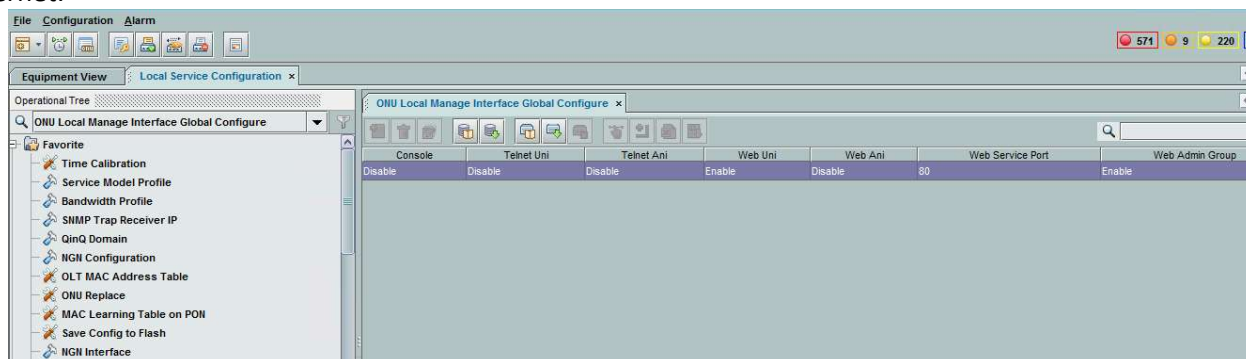 File Configuration Alarm
571 9 220
Equipment View Local Service Configuration ×
Operational Tree
ONU Local Manage Interface Global Configure
Favorite
Time Calibration
Service Model Profile
Bandwidth Profile
SNMP Trap Receiver IP
QinQ Domain
NGN Configuration
OLT MAC Address Table
ONU Replace
MAC Learning Table on PON
Save Config to Flash
NGN Interface
ONU Local Manage Interface Global Configure ×
Console Telnet Uni Telnet Ani Web Uni Web Ani Web Service Port Web Admin Group
Disable Disable Disable Enable Disable 80 Enable